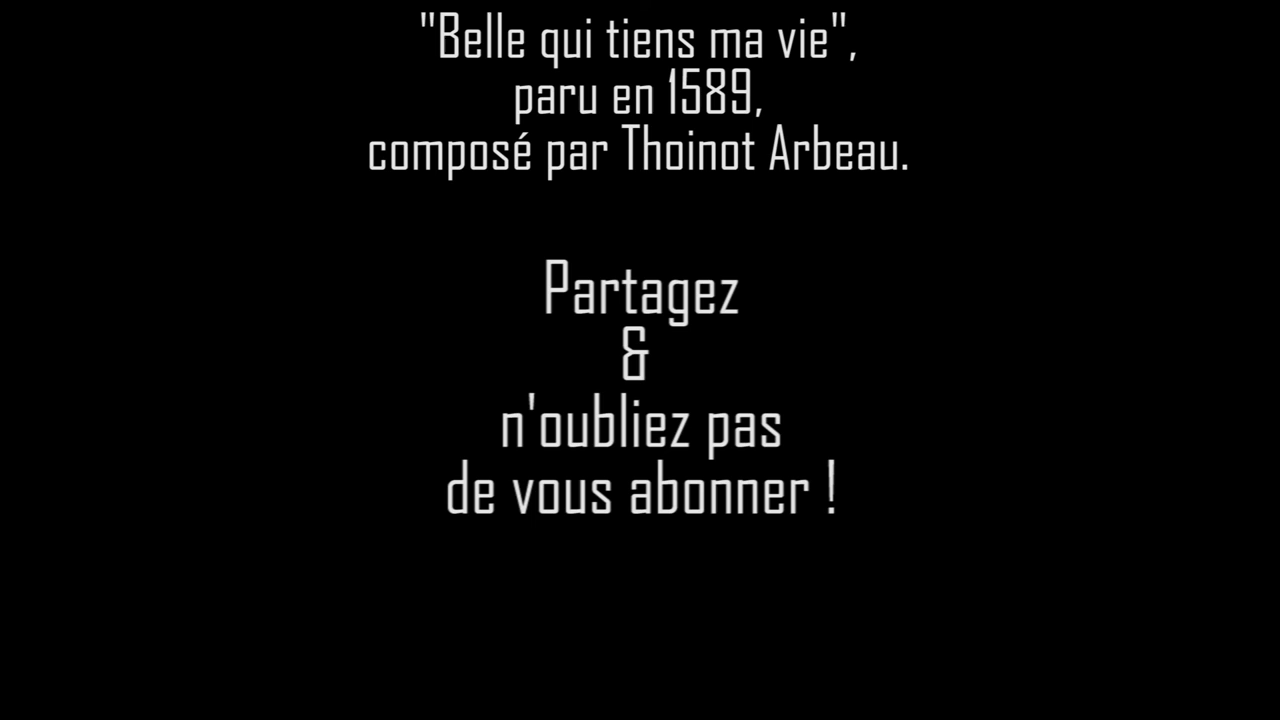 "Belle qui tiens ma vie",
paru en 1589,
composé par Thoinot Arbeau.
Partagez
&
n'oubliez pas
de vous abonner !